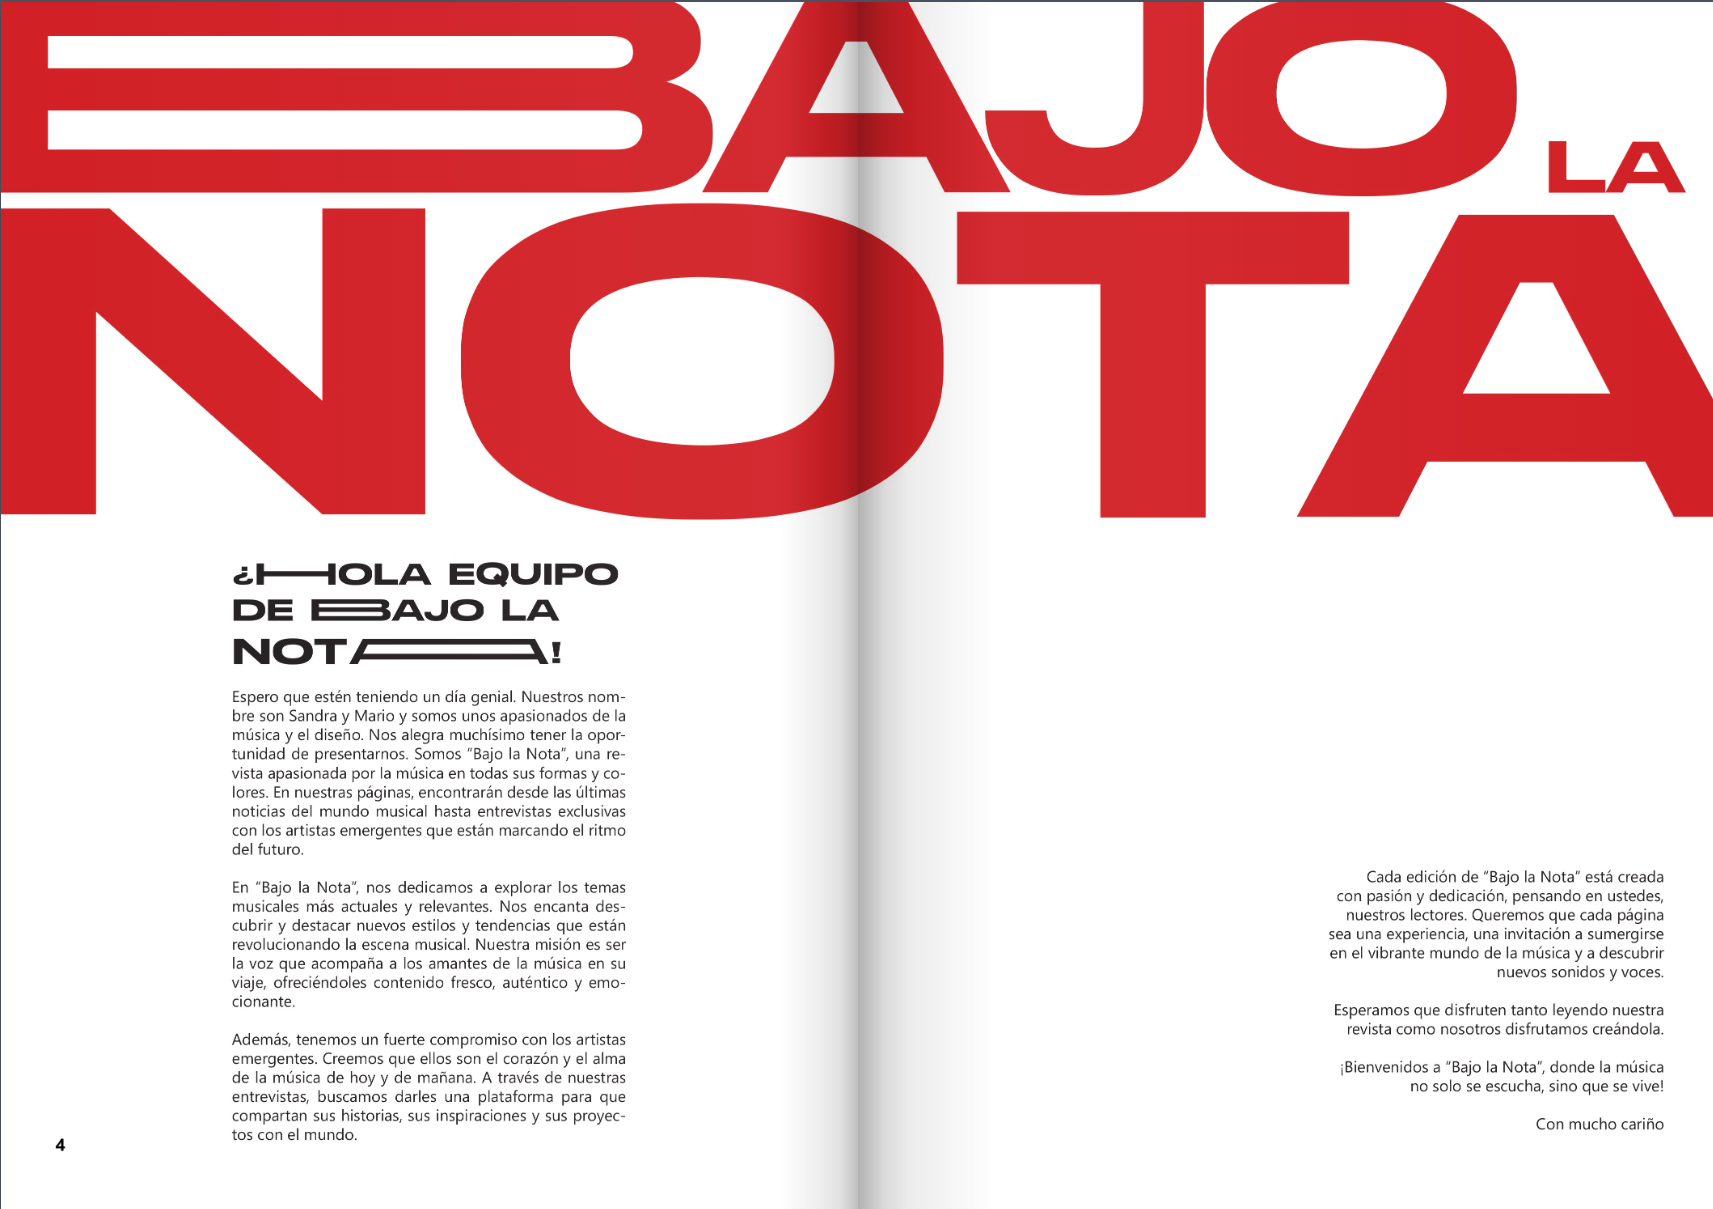 BAJO LA
NOTA
¿HOLA EQUIPO
DE BAJO LA
NOTA!
Espero que estén teniendo un día genial. Nuestros nom-
bre son Sandra y Mario y somos unos apasionados de la
música y el diseño. Nos alegra muchísimo tener la opor-
tunidad de presentarnos. Somos “Bajo la Nota”, una re-
vista apasionada por la música en todas sus formas y co-
lores. En nuestras páginas, encontrarán desde las últimas
noticias del mundo musical hasta entrevistas exclusivas
con los artistas emergentes que están marcando el ritmo
del futuro.
En “Bajo la Nota”, nos dedicamos a explorar los temas
musicales más actuales y relevantes. Nos encanta des-
cubrir y destacar nuevos estilos y tendencias que están
revolucionando la escena musical. Nuestra misión es ser
la voz que acompaña a los amantes de la música en su
viaje, ofreciéndoles contenido fresco, auténtico y emo-
cionante.
Además, tenemos un fuerte compromiso con los artistas
emergentes. Creemos que ellos son el corazón y el alma
de la música de hoy y de mañana. A través de nuestras
entrevistas, buscamos darles una plataforma para que
compartan sus historias, sus inspiraciones y sus proyec-
tos con el mundo.
4
Cada edición de “Bajo la Nota” está creada
con pasión y dedicación, pensando en ustedes,
nuestros lectores. Queremos que cada página
sea una experiencia, una invitación a sumergirse
en el vibrante mundo de la música y a descubrir
nuevos sonidos y voces.
Esperamos que disfruten tanto leyendo nuestra
revista como nosotros disfrutamos creándola.
¡Bienvenidos a “Bajo la Nota”, donde la música
no solo se escucha, sino que se vive!
Con mucho cariño